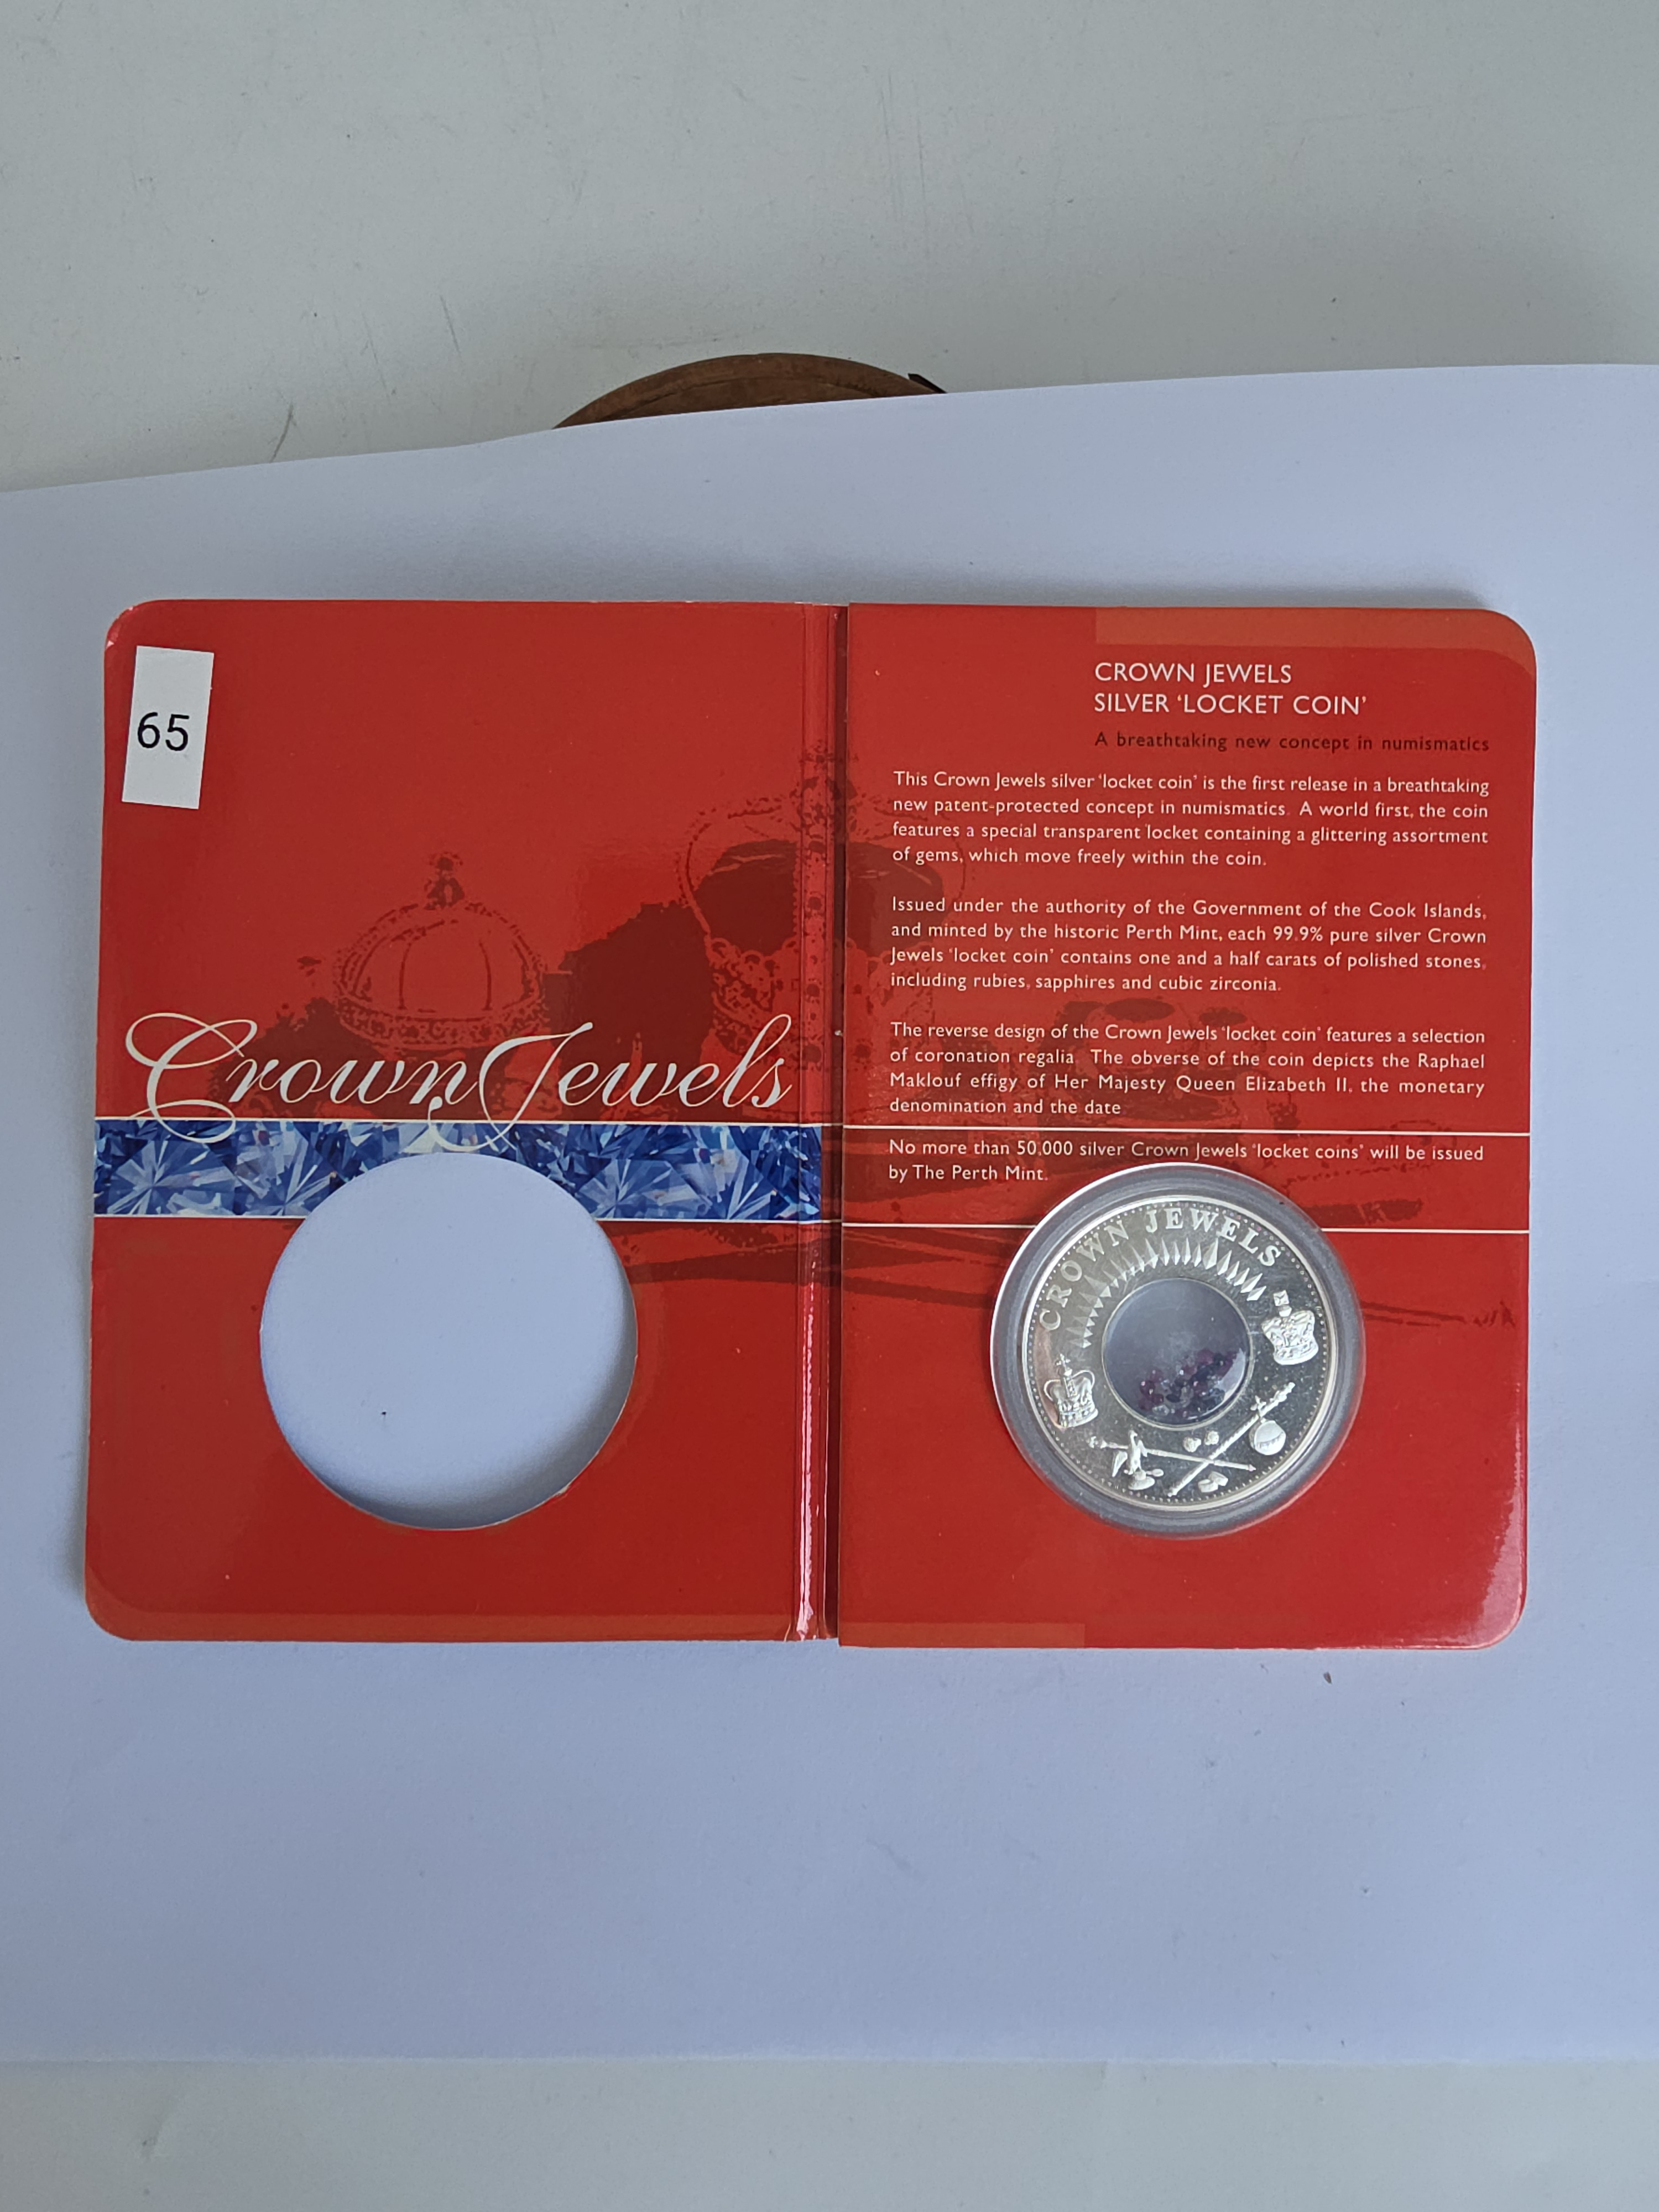 65
Crown Jewels
CROWN JEWELS
SILVER ‘LOCKET COIN’
A breathtaking new concept in numismatics
This Crown Jewels silver ‘locket coin’ is the first release in a breathtaking
new patent-protected concept in numismatics. A world first, the coin
features a special transparent locket containing a glittering assortment
of gems, which move freely within the coin.
Issued under the authority of the Government of the Cook Islands,
and minted by the historic Perth Mint, each 99.9% pure silver Crown
Jewels ‘locket coin’ contains one and a half carats of polished stones,
including rubies, sapphires and cubic zirconia.
The reverse design of the Crown Jewels ‘locket coin’ features a selection
of coronation regalia. The obverse of the coin depicts the Raphael
Maklouf effigy of Her Majesty Queen Elizabeth II, the monetary
denomination and the date
No more than 50,000 silver Crown Jewels ‘locket coins’ will be issued
by The Perth Mint.
CROWN JEWELS